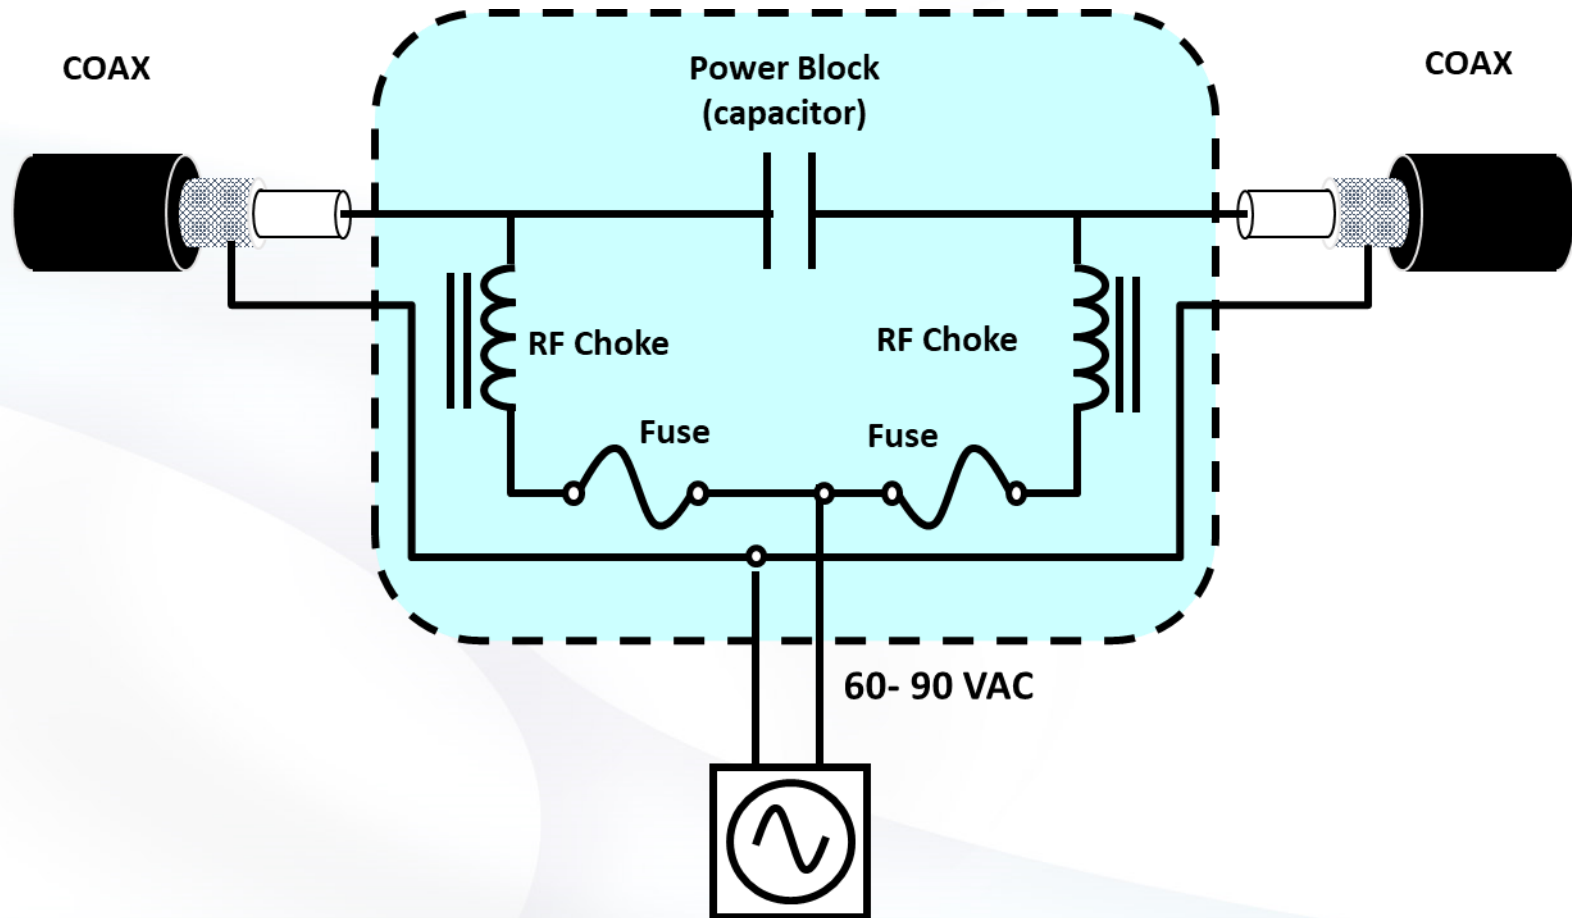 COAX
Power Block
(capacitor)
COAX
RF Choke
RF Choke
Fuse
Fuse
60- 90 VAC